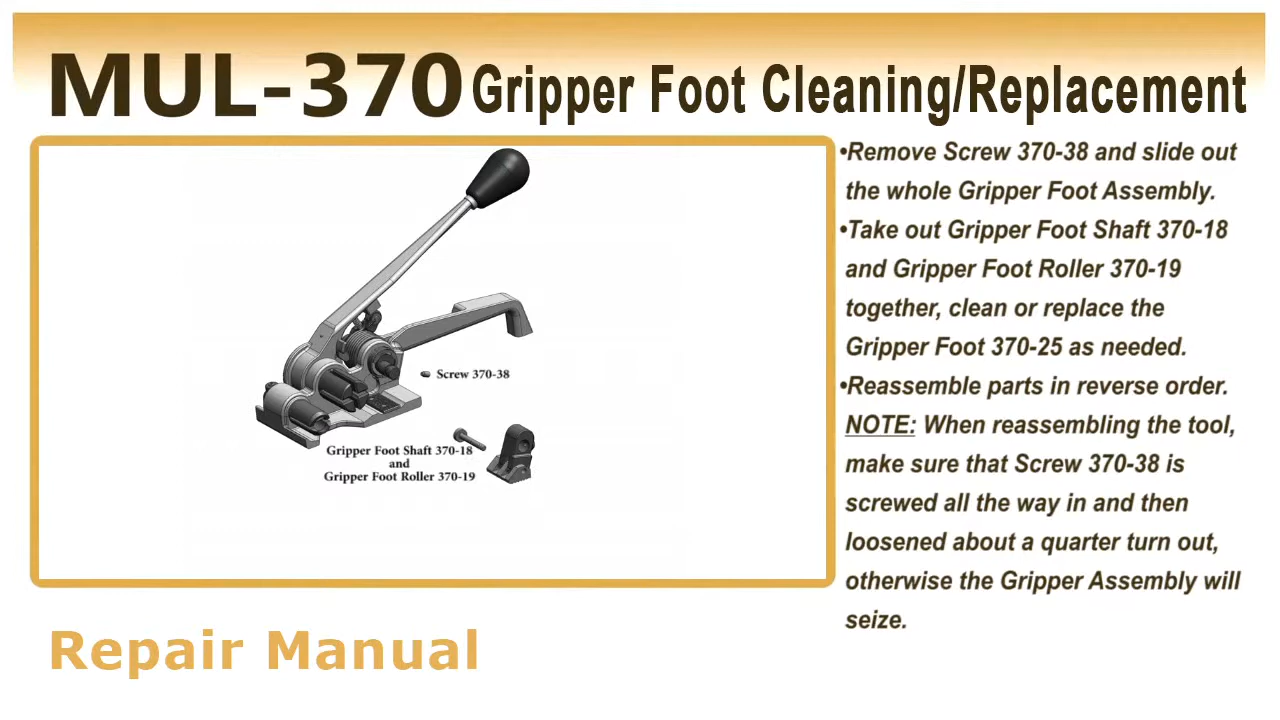 MUL-370 Gripper Foot Cleaning/Replacement
•Remove Screw 370-38 and slide out
the whole Gripper Foot Assembly.
•Take out Gripper Foot Shaft 370-18
and Gripper Foot Roller 370-19
together, clean or replace the
Gripper Foot 370-25 as needed.
•Reassemble parts in reverse order.
NOTE: When reassembling the tool,
make sure that Screw 370-38 is
screwed all the way in and then
loosened about a quarter turn out,
otherwise the Gripper Assembly will
seize.
Screw 370-38
Gripper Foot Shaft 370-18
and
Gripper Foot Roller 370-19
Repair Manual